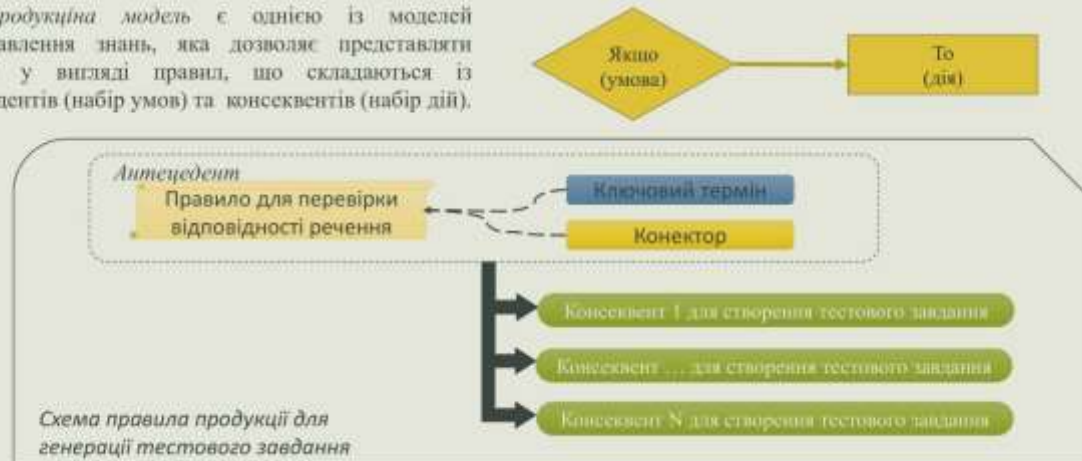 родукціна модель є однією із моделей
авлення знань, яка дозволяє представляти
у вигляді правил, що складаються із
дентів (набір умов) та консеквентів (набір дій).
Якщо
(умова)
То
(дія)
Антецедент
Правило для перевірки
відповідності речення
Ключовий термін
Конектор
Консеквент 1 для створення тестового завдання
Консеквент ... для створення тестового завдання
Консеквент N для створення тестового завдання
Схема правила продукції для
генерації тестового завдання